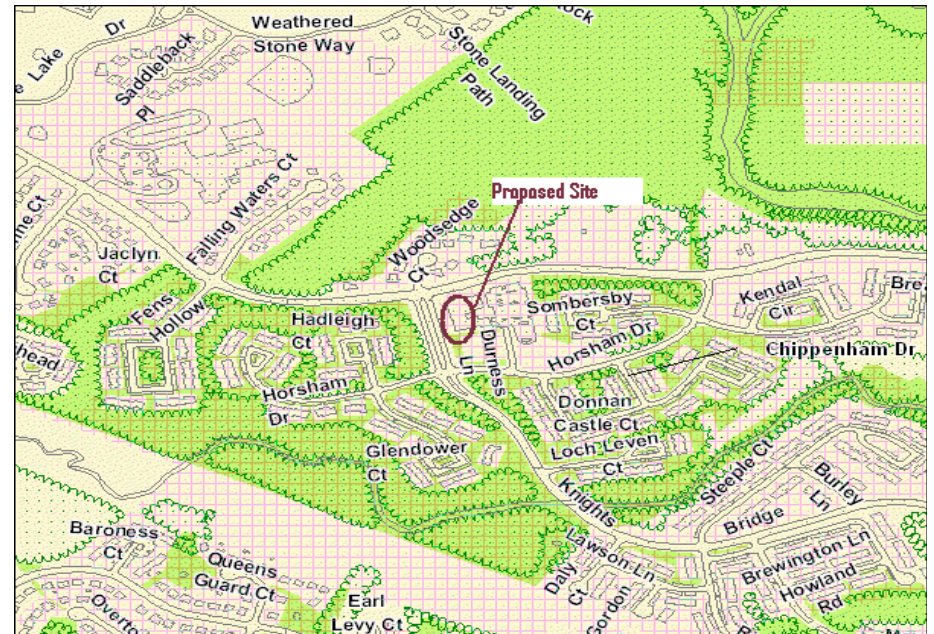 Weathered
Stone Way
Dr
Lake
Saddleback
Pl
Stone Landing
Path
Falling Waters Ct
Proposed Site
Woodsedge
Ct
Jaclyn
Ct
Fens
Hollow
Hadleigh
Ct
Sombersby
Ct
Kendal
Cir
Durness
Ln
Horsham Dr
Chippenham Dr
Horsham
Dr
Donnan
Castle Ct
Loch Leven
Ct
Glendower
Ct
Knights
Bridge
Steeple Ct
Burley
Ln
Baroness
Ct
Queens
Guard Ct
Lawson Ln
Daly
Ct
Gordon
Brewington Ln
Howland
Rd
Earl
Levy Ct